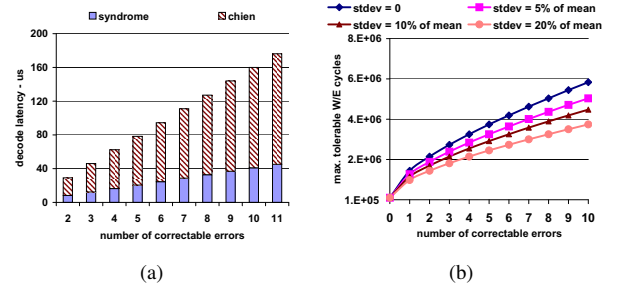 syndrome chien
decode latency - us
200
160
120
80
40
0
2 3 4 5 6 7 8 9 10 11
number of correctable errors
(a)
stdev = 0 stdev = 5% of mean
stdev = 10% of mean stdev = 20% of mean
max. tolerable W/E cycles
8.E+06
6.E+06
4.E+06
2.E+06
1.E+05
0 1 2 3 4 5 6 7 8 9 10
number of correctable errors
(b)